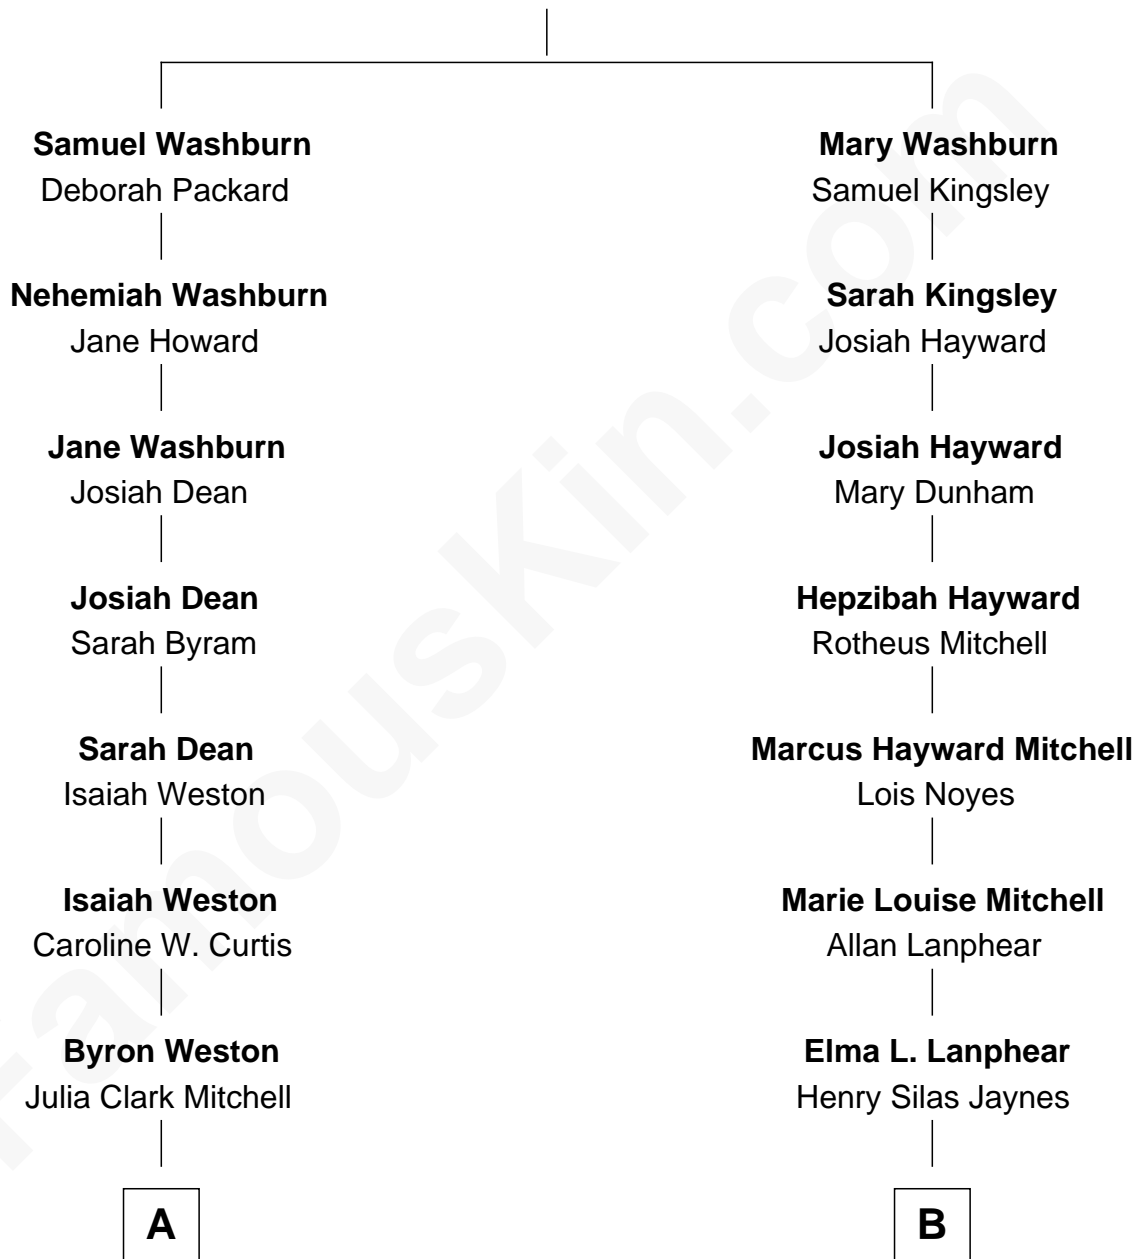 Samuel Washburn
Deborah Packard
Mary Washburn
Samuel Kingsley
Nehemiah Washburn
Jane Howard
Sarah Kingsley
Josiah Hayward
Jane Washburn
Josiah Dean
Josiah Hayward
Mary Dunham
Josiah Dean
Sarah Byram
Hepzibah Hayward
Rotheus Mitchell
Sarah Dean
Isaiah Weston
Marcus Hayward Mitchell
Lois Noyes
Isaiah Weston
Caroline W. Curtis
Marie Louise Mitchell
Allan Lanphear
Byron Weston
Julia Clark Mitchell
Elma L. Lanphear
Henry Silas Jaynes
A
B
FamousKin.com